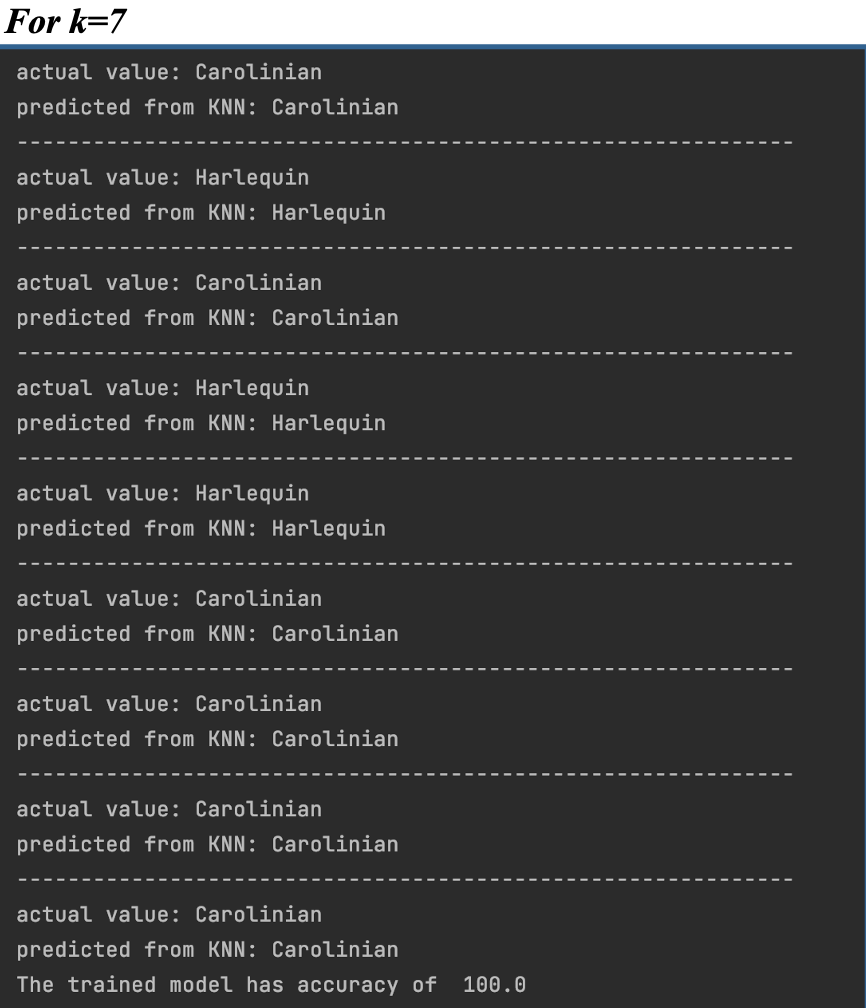 For k=7
actual value: Carolinian
predicted from KNN: Carolinian
-------------------------------------------------------------
actual value: Harlequin
predicted from KNN: Harlequin
-------------------------------------------------------------
actual value: Carolinian
predicted from KNN: Carolinian
-------------------------------------------------------------
actual value: Harlequin
predicted from KNN: Harlequin
-------------------------------------------------------------
actual value: Harlequin
predicted from KNN: Harlequin
-------------------------------------------------------------
actual value: Carolinian
predicted from KNN: Carolinian
-------------------------------------------------------------
actual value: Carolinian
predicted from KNN: Carolinian
-------------------------------------------------------------
actual value: Carolinian
predicted from KNN: Carolinian
-------------------------------------------------------------
actual value: Carolinian
predicted from KNN: Carolinian
The trained model has accuracy of  100.0